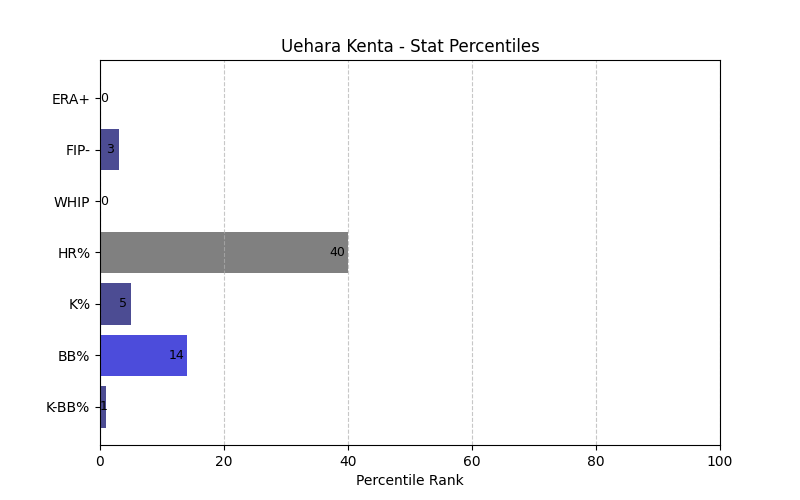 Uehara Kenta - Stat Percentiles
ERA+ 0
FIP- 3
WHIP 0
HR% 40
K% 5
BB% 14
K-BB% 1
0 20 40 60 80 100
Percentile Rank